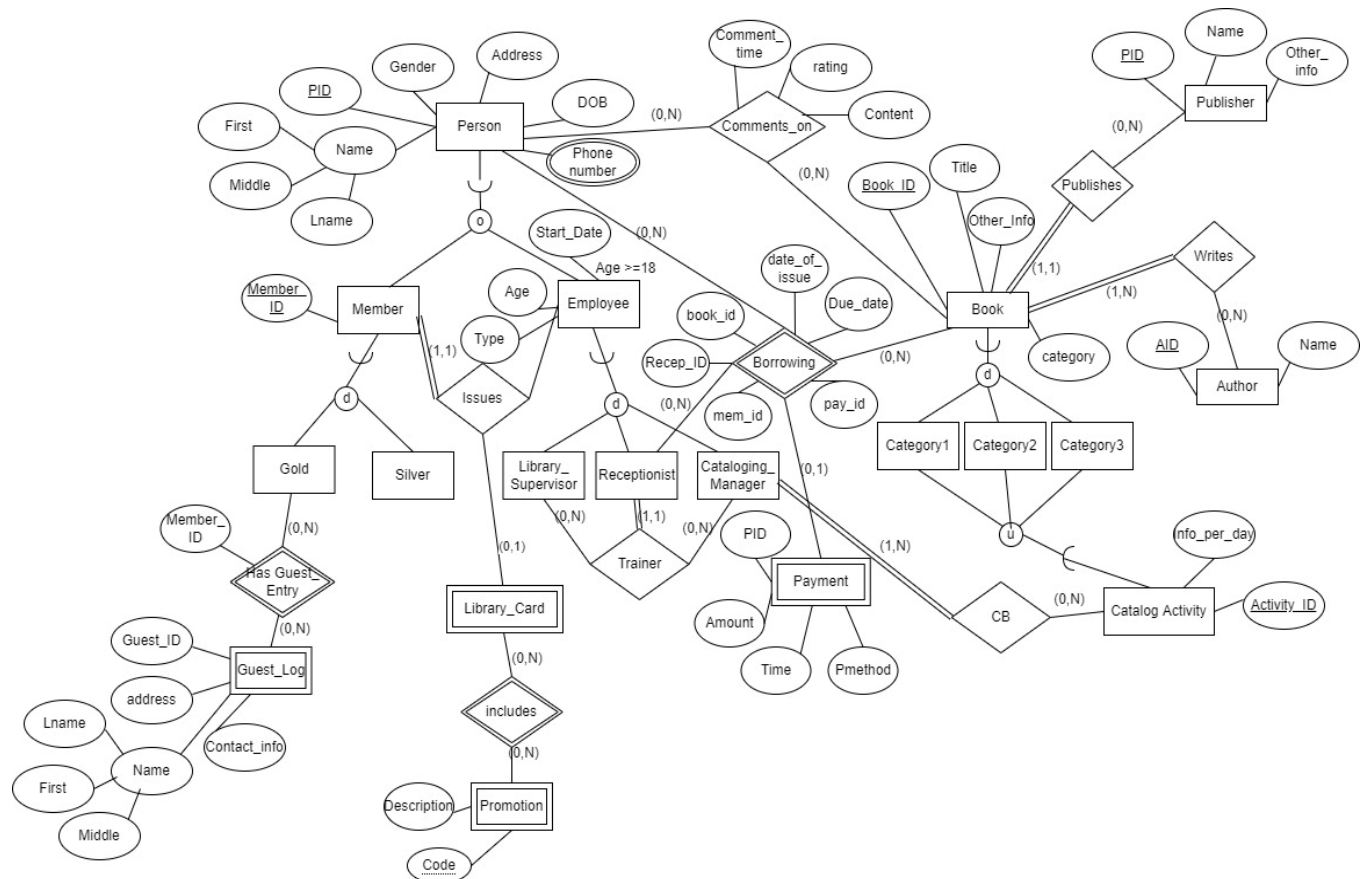 Comment_
time
Name
PID
Other_
info
Address
Gender
rating
PID
DOB
Publisher
First
Person
(0,N)
Comments_on
Content
(0,N)
Name
Phone
number
Title
Middle
(0,N)
Book_ID
Publishes
Lname
Other_Info
o
Start_Date
(0,N)
date_of_
issue
Writes
Age >=18
(1,1)
Member_
ID
Age
Due_date
(1,N)
Member
Employee
book_id
Book
(0,N)
Type
(1,1)
AID
Name
Recep_ID
Borrowing
(0,N)
category
d
Author
Issues
d
d
(0,N)
mem_id
pay_id
Category1
Category2
Category3
Gold
Silver
Library_
Supervisor
Receptionist
Cataloging_
Manager
(0,1)
Member_
ID
(0,N)
(0,N)
(1,1)
(0,N)
PID
(1,N)
u
Info_per_day
(0,1)
Has Guest_
Entry
Trainer
Payment
Library_Card
CB
(0,N)
Catalog Activity
Activity_ID
Amount
(0,N)
Guest_ID
(0,N)
Time
Pmethod
Guest_Log
address
includes
Lname
Contact_info
(0,N)
Name
First
Description
Promotion
Middle
Code